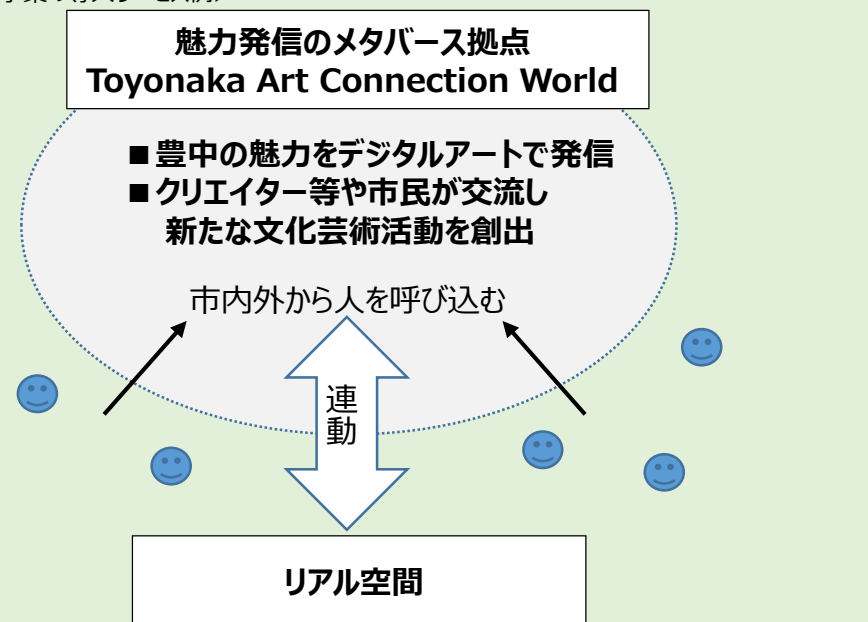 魅力発信のメタバース拠点
Toyonaka Art Connection World
■豊中の魅力をデジタルアートで発信
■クリエイター等や市民が交流し
新たな文化芸術活動を創出
市内外から人を呼び込む
連動
リアル空間